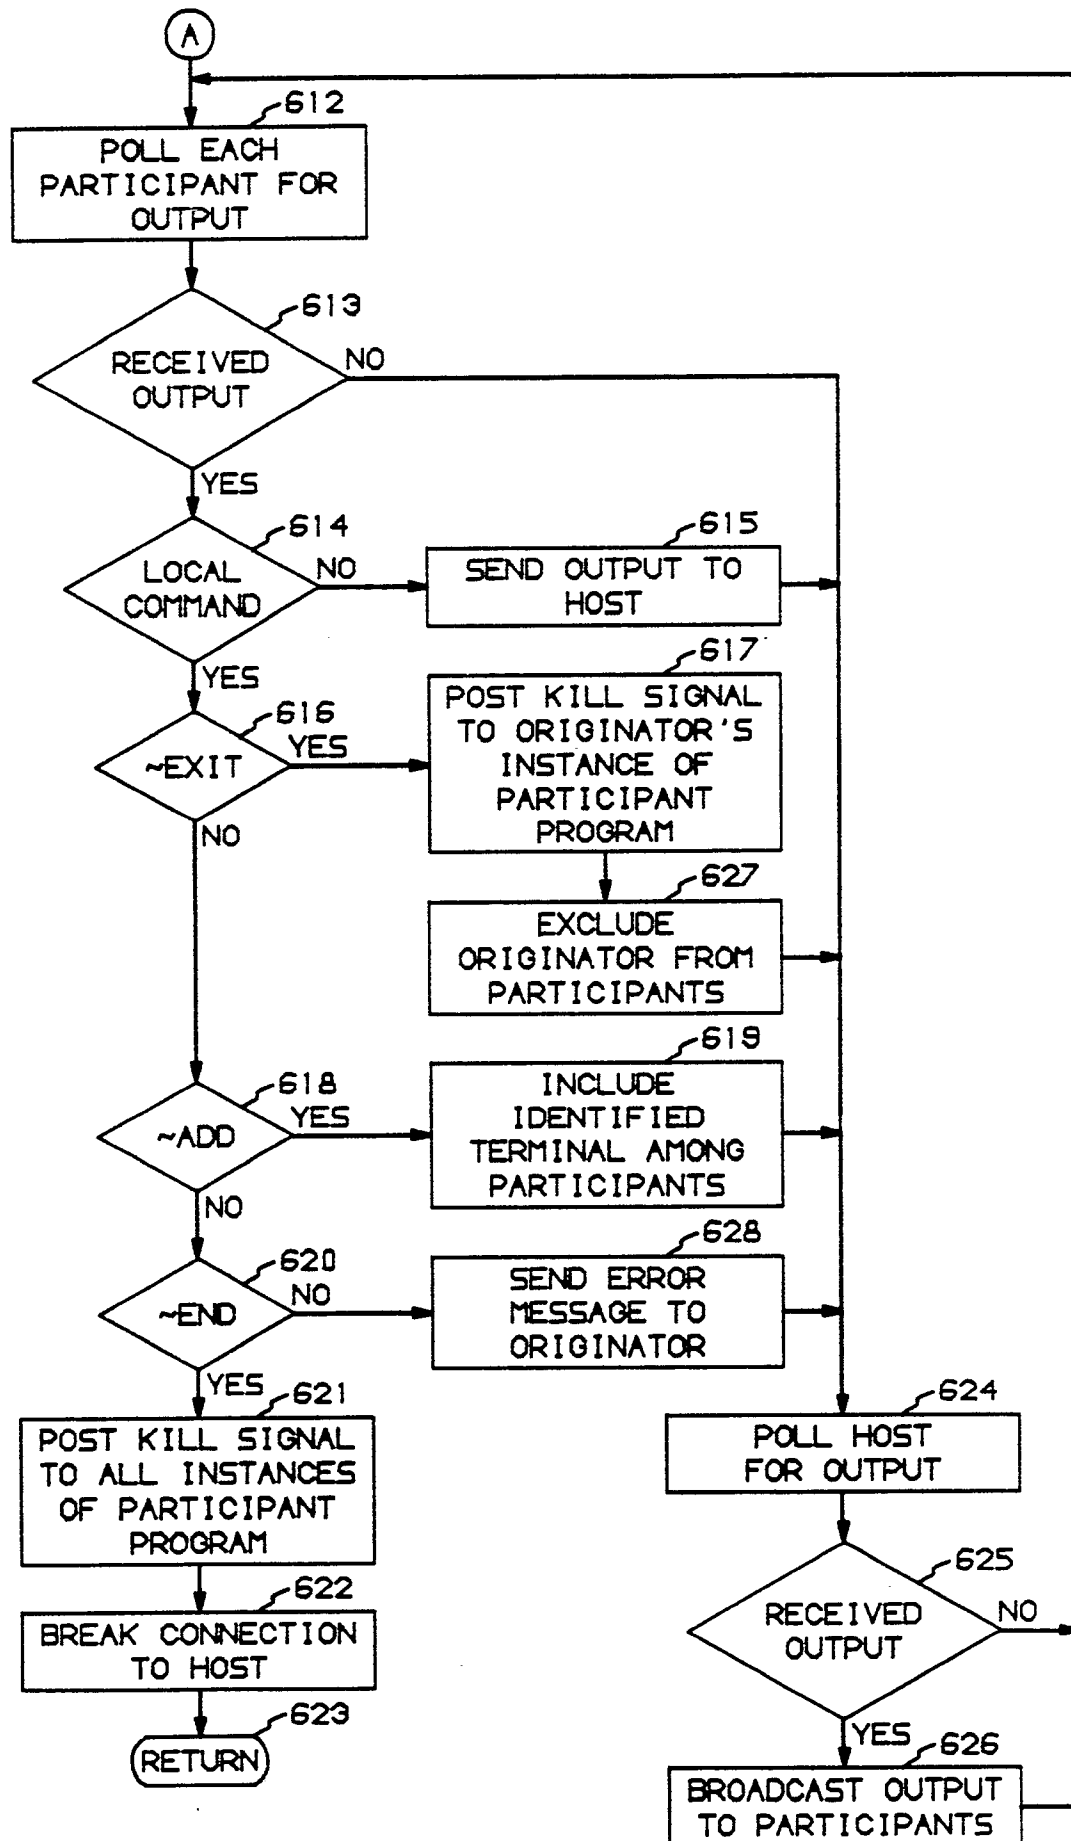 A
612
POLL EACH
PARTICIPANT FOR
OUTPUT
613
RECEIVED
OUTPUT
NO
YES
614
LOCAL
COMMAND
NO
615
SEND OUTPUT TO
HOST
YES
616
~EXIT
YES
617
POST KILL SIGNAL
TO ORIGINATOR'S
INSTANCE OF
PARTICIPANT
PROGRAM
NO
627
EXCLUDE
ORIGINATOR FROM
PARTICIPANTS
618
~ADD
YES
619
INCLUDE
IDENTIFIED
TERMINAL AMONG
PARTICIPANTS
NO
620
~END
NO
628
SEND ERROR
MESSAGE TO
ORIGINATOR
YES
621
POST KILL SIGNAL
TO ALL INSTANCES
OF PARTICIPANT
PROGRAM
622
BREAK CONNECTION
TO HOST
623
RETURN
624
POLL HOST
FOR OUTPUT
625
RECEIVED
OUTPUT
NO
YES
626
BROADCAST OUTPUT
TO PARTICIPANTS